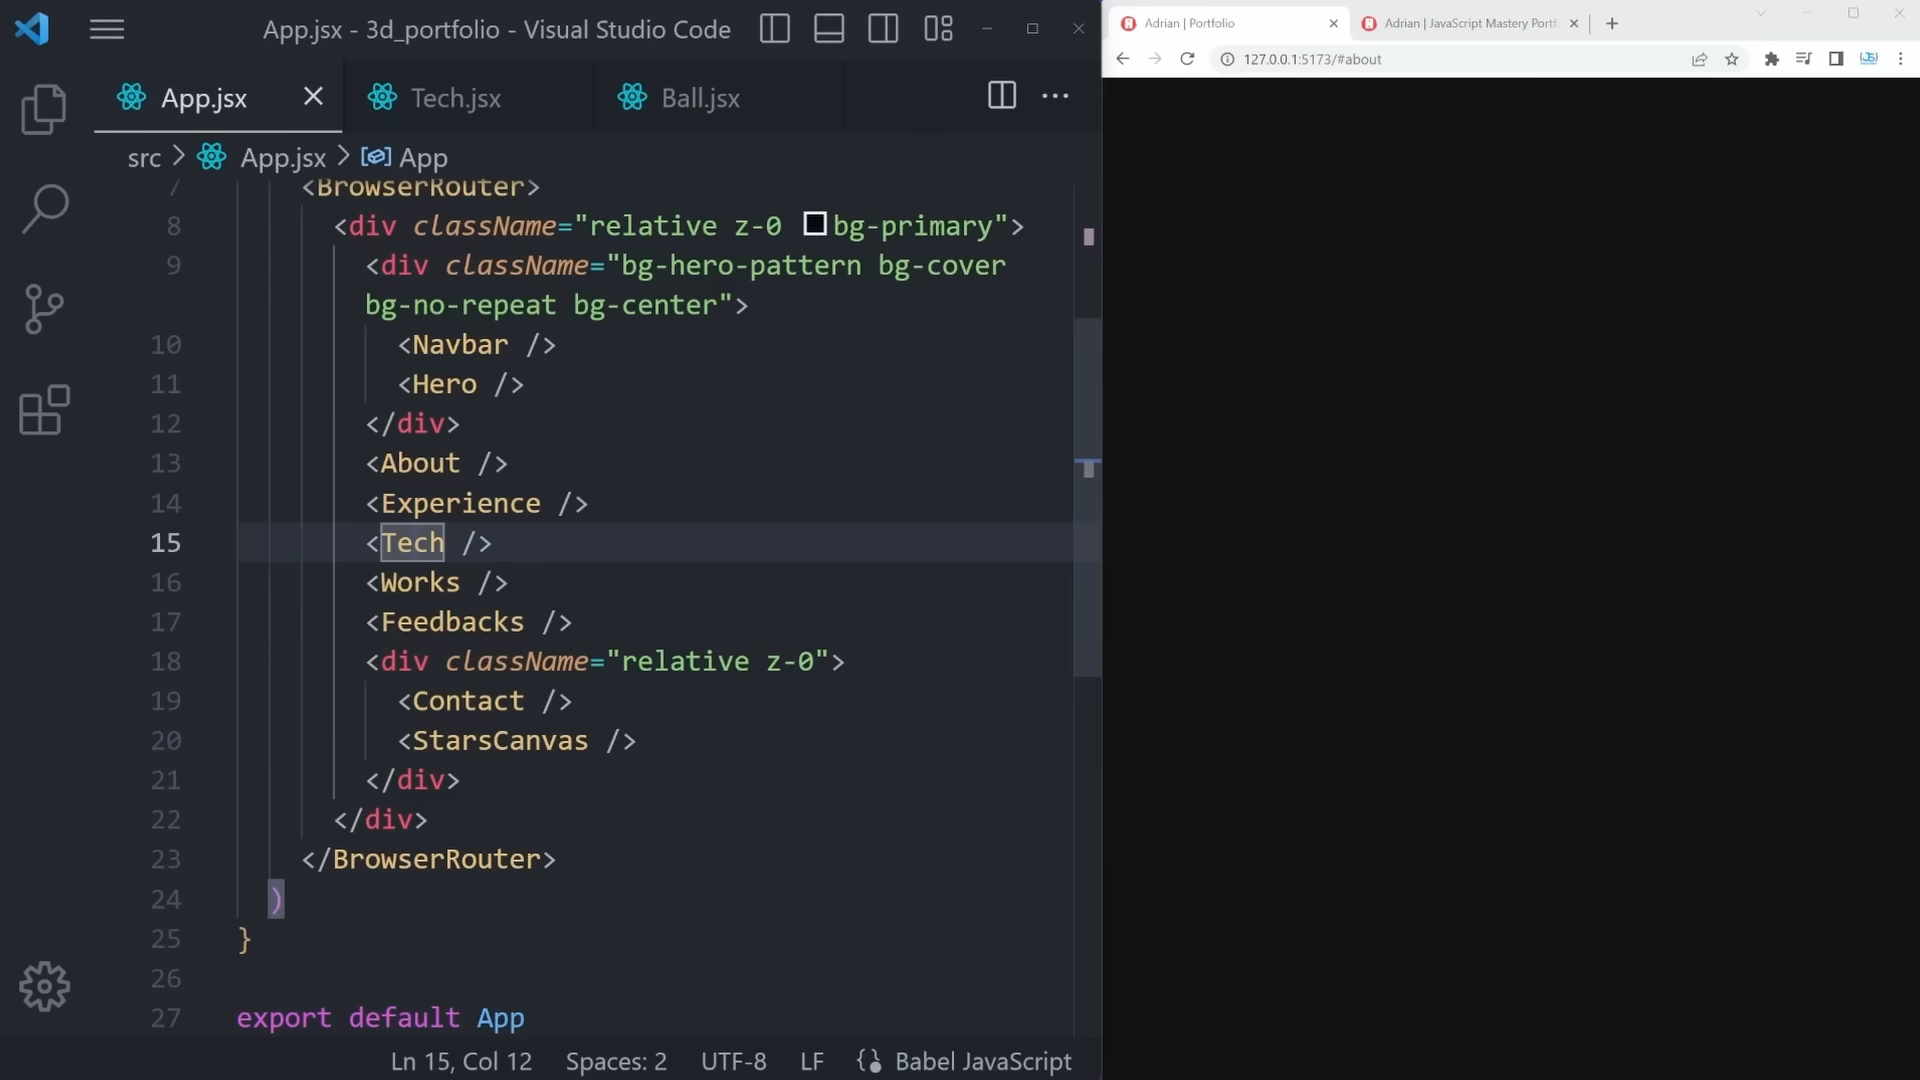 App.jsx - 3d_portfolio - Visual Studio Code
App.jsx
Tech.jsx
Ball.jsx
src > App.jsx > App
7 <BrowserRouter>
8 <div className="relative z-0 bg-primary">
9 <div className="bg-hero-pattern bg-cover
bg-no-repeat bg-center">
10 <Navbar />
11 <Hero />
12 </div>
13 <About />
14 <Experience />
15 <Tech />
16 <Works />
17 <Feedbacks />
18 <div className="relative z-0">
19 <Contact />
20 <StarsCanvas />
21 </div>
22 </div>
23 </BrowserRouter>
24 )
25 }
26
27 export default App
Ln 15, Col 12 Spaces: 2 UTF-8 LF Babel JavaScript
Adrian | Portfolio
Adrian | JavaScript Mastery Portf
127.0.0.1:5173/#about